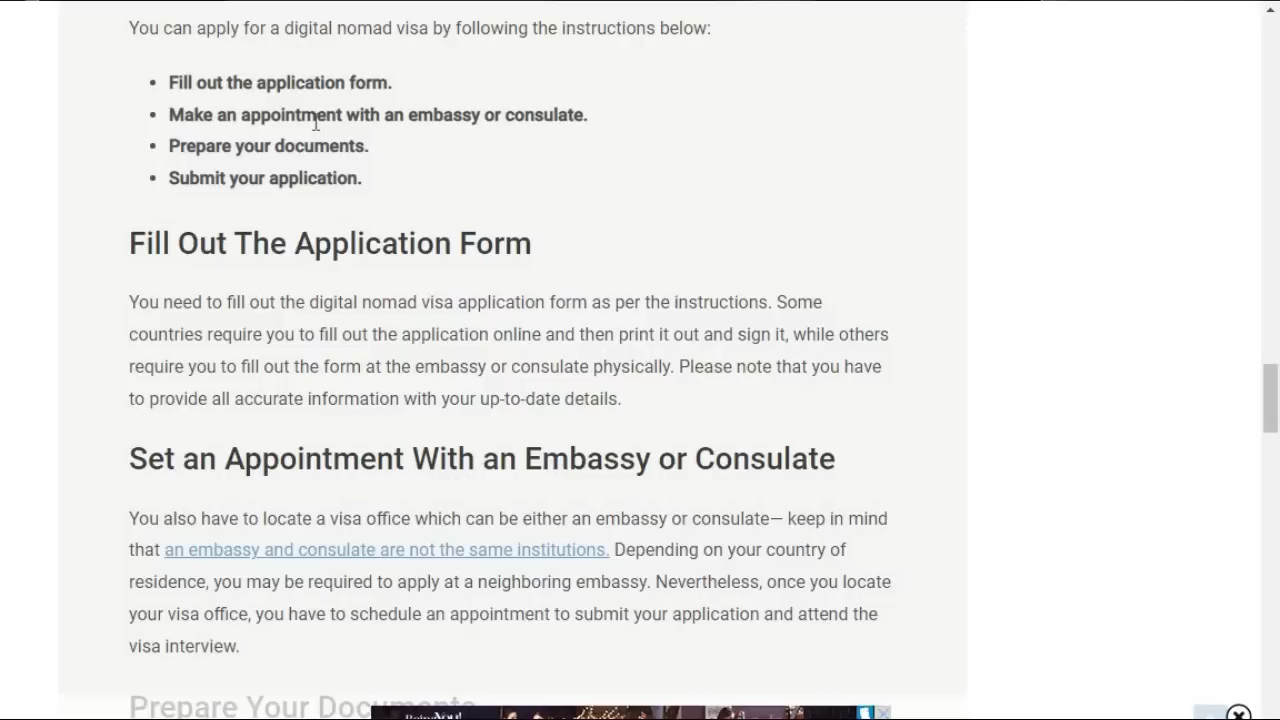 You can apply for a digital nomad visa by following the instructions below:
• Fill out the application form.
• Make an appointment with an embassy or consulate.
• Prepare your documents.
• Submit your application.
Fill Out The Application Form
You need to fill out the digital nomad visa application form as per the instructions. Some
countries require you to fill out the application online and then print it out and sign it, while others
require you to fill out the form at the embassy or consulate physically. Please note that you have
to provide all accurate information with your up-to-date details.
Set an Appointment With an Embassy or Consulate
You also have to locate a visa office which can be either an embassy or consulate— keep in mind
that an embassy and consulate are not the same institutions. Depending on your country of
residence, you may be required to apply at a neighboring embassy. Nevertheless, once you locate
your visa office, you have to schedule an appointment to submit your application and attend the
visa interview.
Prepare Your Documents